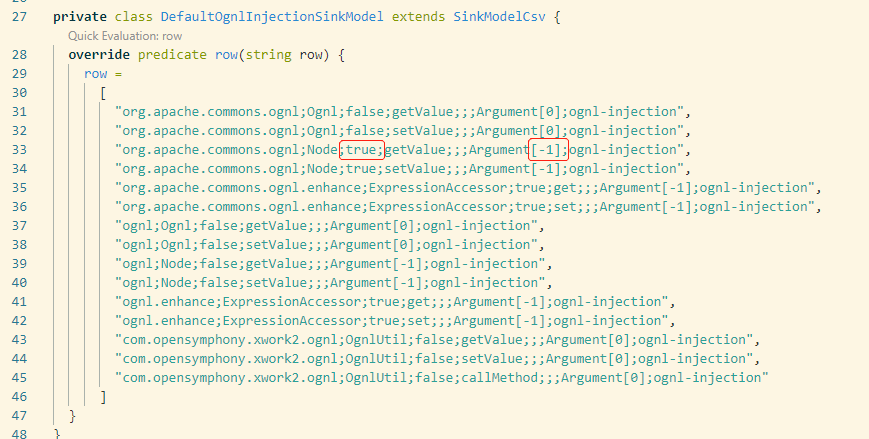 27 private class DefaultOgnlInjectionSinkModel extends SinkModelCsv {
Quick Evaluation: row
28 override predicate row(string row) {
29 row =
30 [
31 "org.apache.commons.ognl;Ognl;false;getValue;;;Argument[0];ognl-injection",
32 "org.apache.commons.ognl;Ognl;false;setValue;;;Argument[0];ognl-injection",
33 "org.apache.commons.ognl;Node;true;getValue;;;Argument[-1];ognl-injection",
34 "org.apache.commons.ognl;Node;true;setValue;;;Argument[-1];ognl-injection",
35 "org.apache.commons.ognl.enhance;ExpressionAccessor;true;get;;;Argument[-1];ognl-injection",
36 "org.apache.commons.ognl.enhance;ExpressionAccessor;true;set;;;Argument[-1];ognl-injection",
37 "ognl;Ognl;false;getValue;;;Argument[0];ognl-injection",
38 "ognl;Ognl;false;setValue;;;Argument[0];ognl-injection",
39 "ognl;Node;false;getValue;;;Argument[-1];ognl-injection",
40 "ognl;Node;false;setValue;;;Argument[-1];ognl-injection",
41 "ognl.enhance;ExpressionAccessor;true;get;;;Argument[-1];ognl-injection",
42 "ognl.enhance;ExpressionAccessor;true;set;;;Argument[-1];ognl-injection",
43 "com.opensymphony.xwork2.ognl;OgnlUtil;false;getValue;;;Argument[0];ognl-injection",
44 "com.opensymphony.xwork2.ognl;OgnlUtil;false;setValue;;;Argument[0];ognl-injection",
45 "com.opensymphony.xwork2.ognl;OgnlUtil;false;callMethod;;;Argument[0];ognl-injection"
46 ]
47 }
48 }